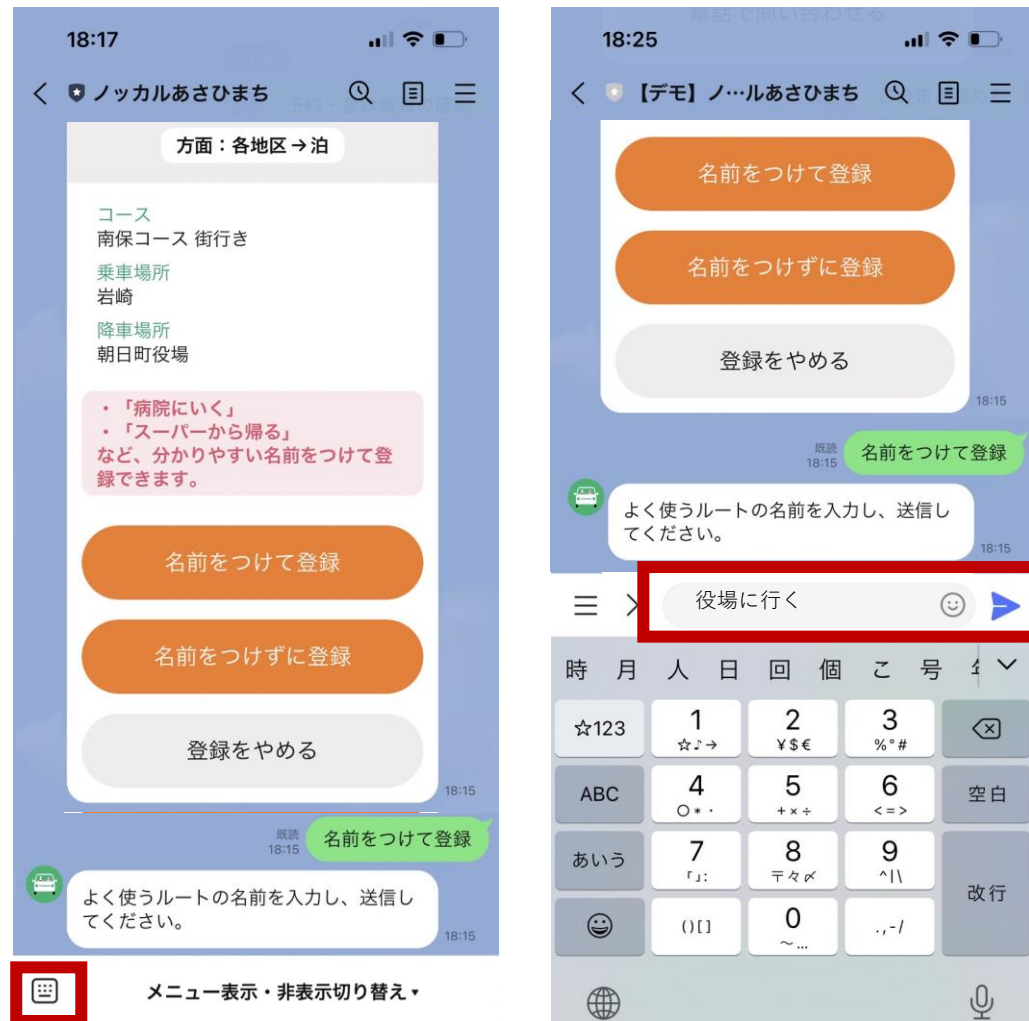 18:17
ノッカルあさひまち
方面：各地区→泊
コース
南保コース 街行き
乗車場所
岩崎
降車場所
朝日町役場
・「病院にいく」
・「スーパーから帰る」
など、分かりやすい名前をつけて登
録できます。
名前をつけて登録
名前をつけずに登録
登録をやめる
18:15
既読
18:15
名前をつけて登録
よく使うルートの名前を入力し、送信し
てください。
18:15
メニュー表示・非表示切り替え▾
電話で問い合わせる
18:25
【デモ】ノ…ルあさひまち
名前をつけて登録
名前をつけずに登録
登録をやめる
18:15
既読
18:15
名前をつけて登録
よく使うルートの名前を入力し、送信し
てください。
18:15
役場に行く
時 月 人 日 回 個 こ 号
☆123 1 2 3
☆♪→ ¥$€ %°#
ABC 4 5 6 空白
○*・ +×÷ <=>
あいう 7 8 9
「」: 〒々〆 ^|\
改行
()[] 0 .,-/
~…